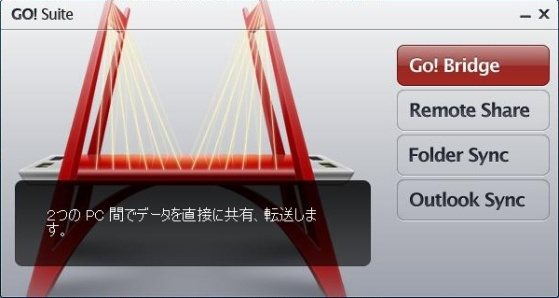 GO! Suite
Go! Bridge
Remote Share
Folder Sync
Outlook Sync
2つの PC 間でデータを直接に共有、転送しま
す。